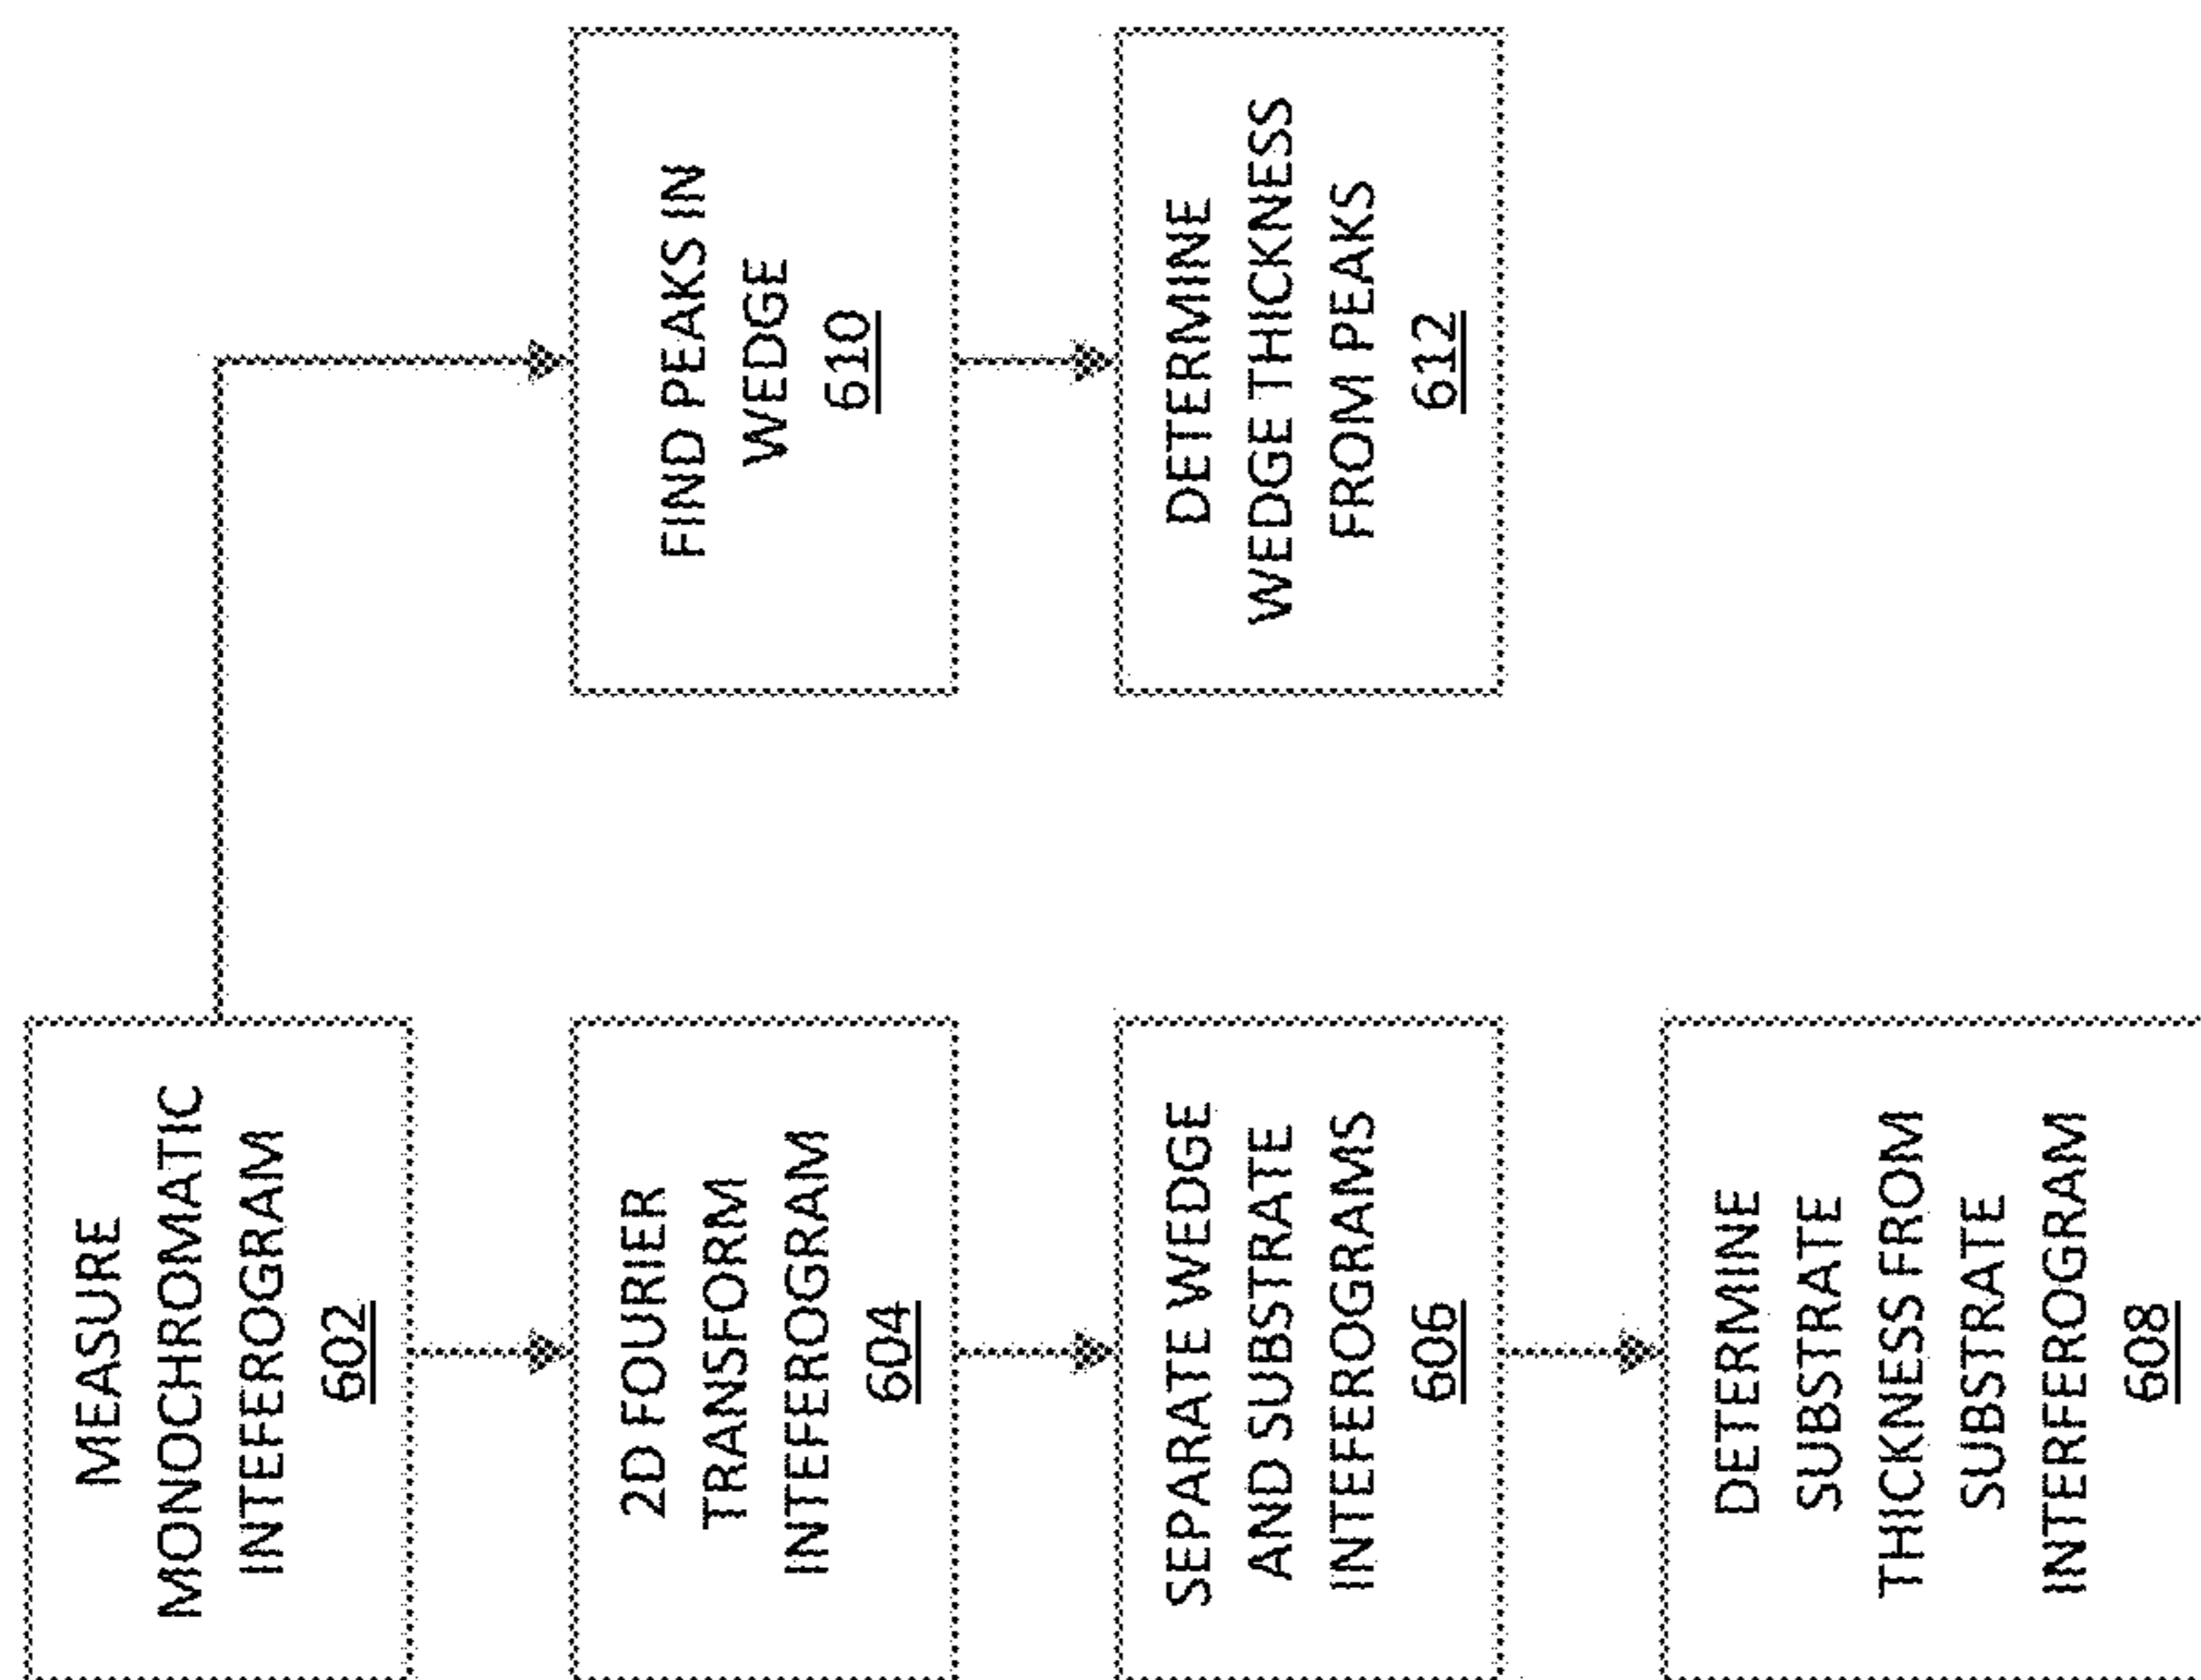 MEASURE
MONOCHROMATIC
INTEFEROGRAM
602
2D FOURIER
TRANSFORM
INTEFEROGRAM
604
SEPARATE WEDGE
AND SUBSTRATE
INTEFEROGRAMS
606
DETERMINE
SUBSTRATE
THICKNESS FROM
SUBSTRATE
INTERFEROGRAM
608
FIND PEAKS IN
WEDGE
610
DETERMINE
WEDGE THICKNESS
FROM PEAKS
612